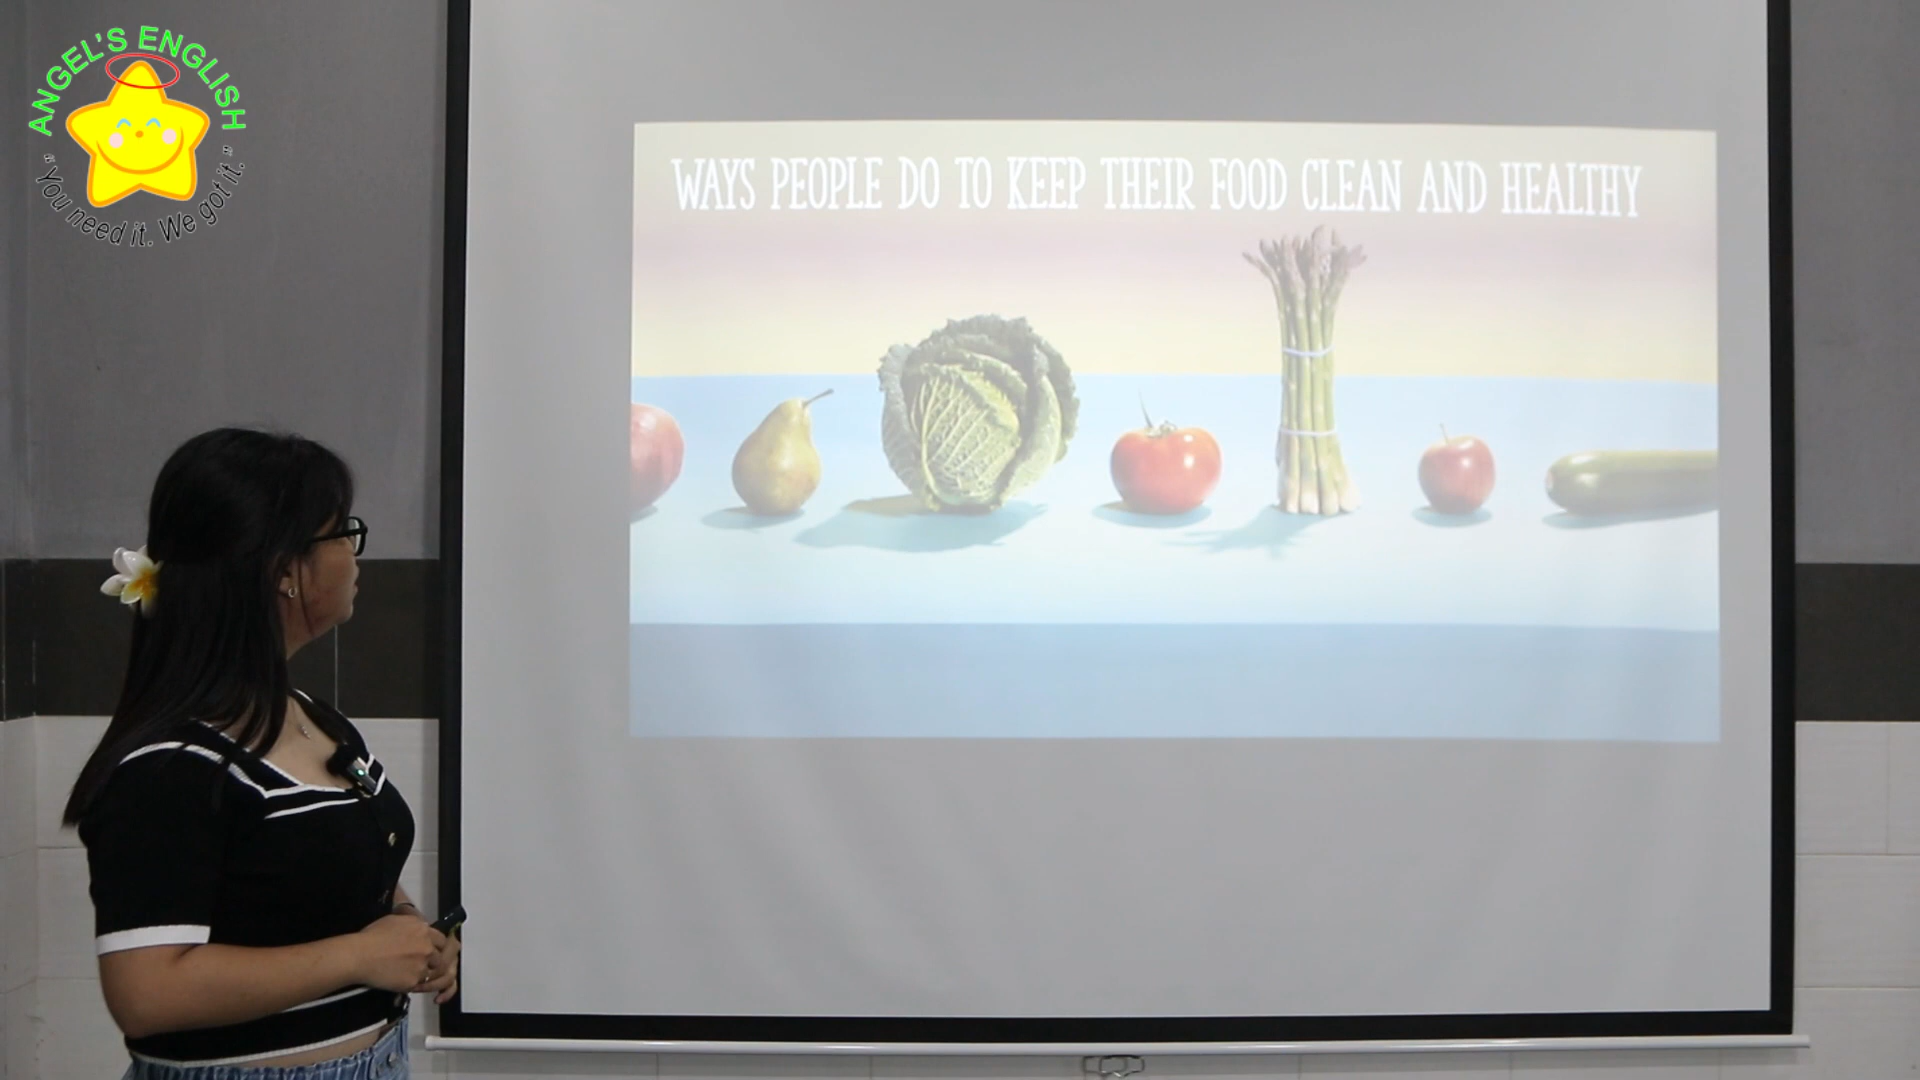 ANGEL'S ENGLISH
"You need it. We got it."
WAYS PEOPLE DO TO KEEP THEIR FOOD CLEAN AND HEALTHY